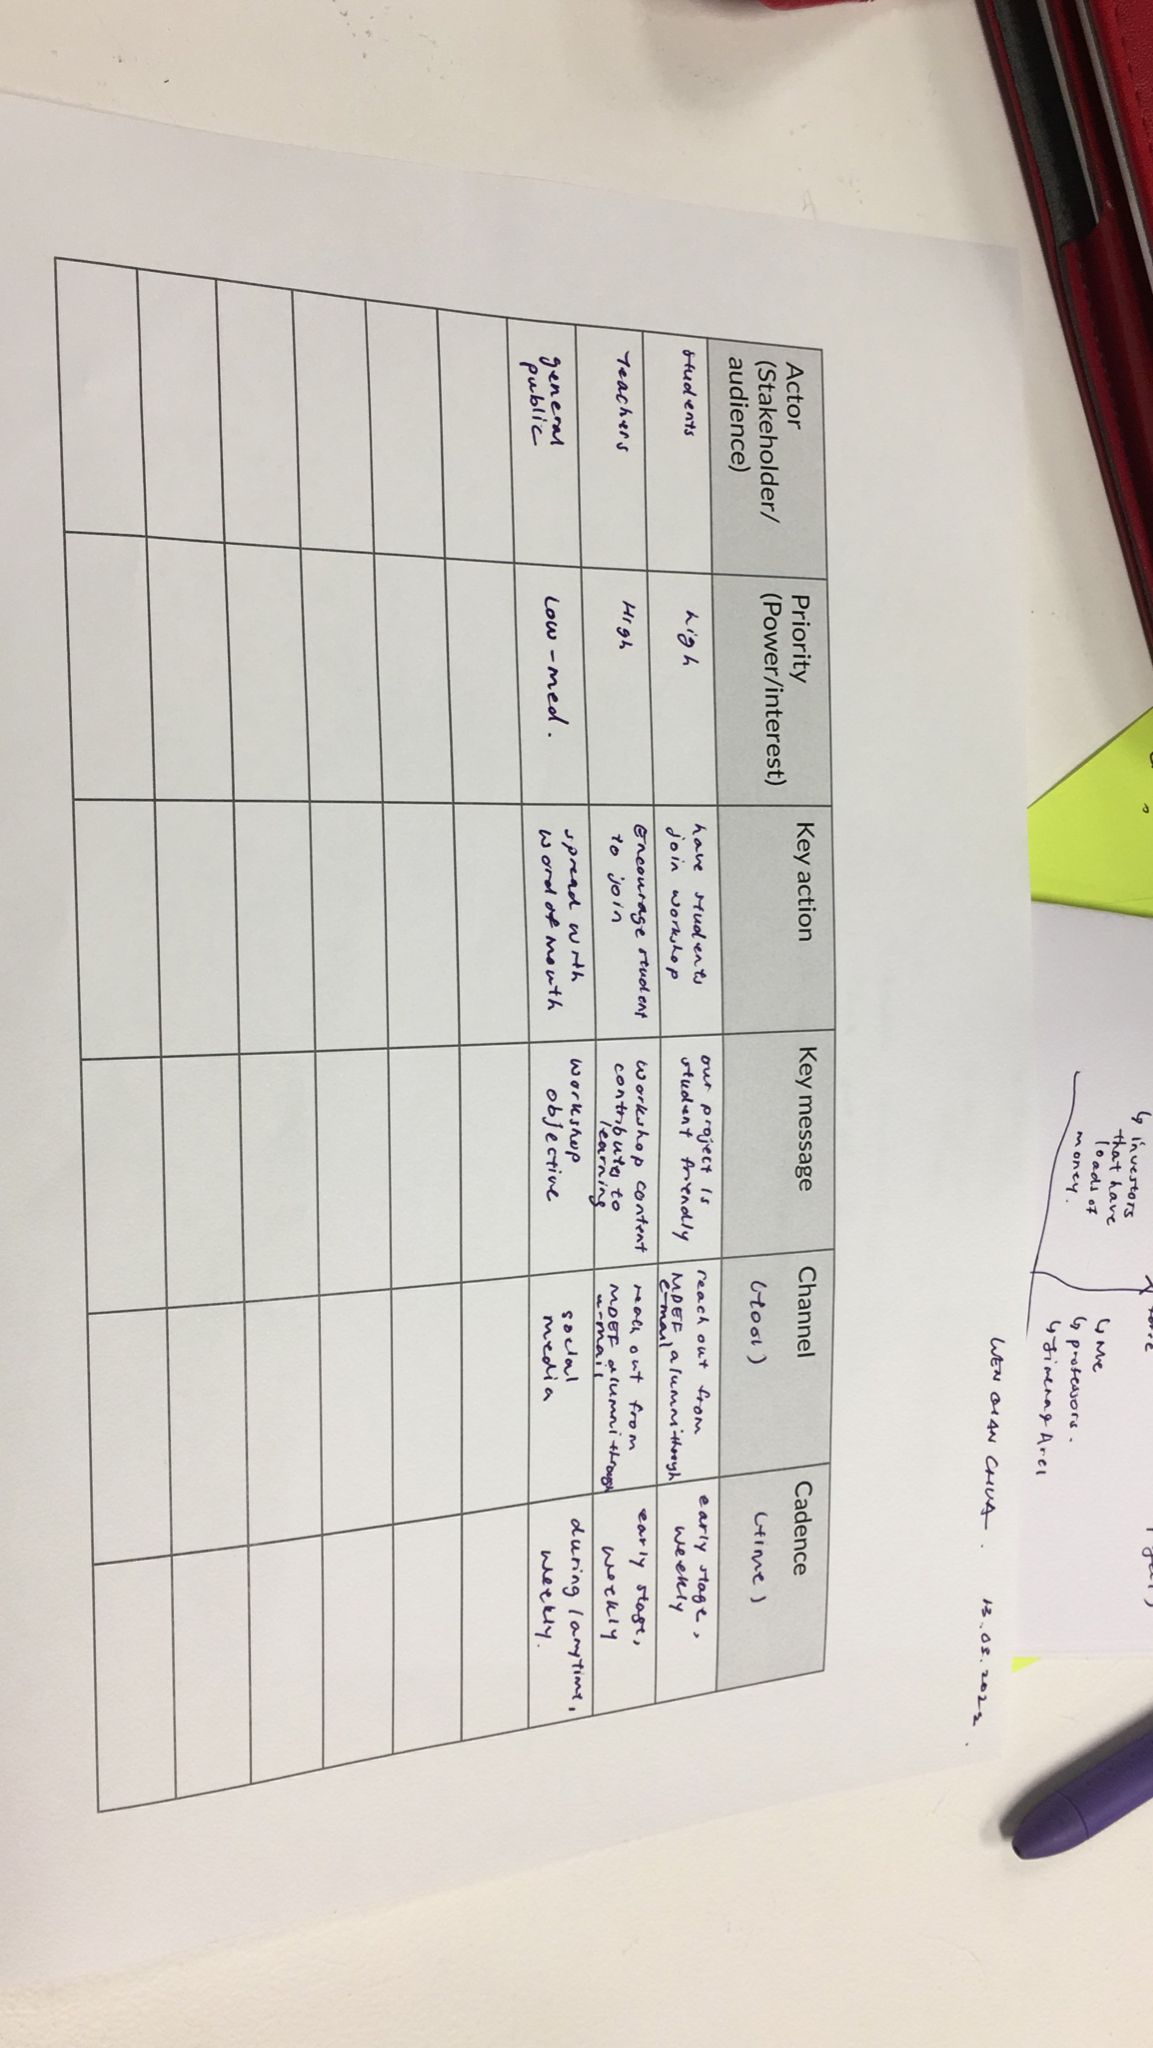 ↳ investors
that have
loads of
money.
↳ Me
↳ professors.
↳ Jimena &
WEN QIAN CHUA. 13.03.2022.
Actor
(Stakeholder/
audience)
Priority
(Power/interest)
Key action
Key message
Channel
(tool)
Cadence
(time)
students
high
have students
join workshop
our project is
student friendly
reach out from
MDEF alumni through
e-mail
early stage,
weekly
Teachers
High
Encourage student
to join
Workshop content
contribute to
learning
reach out from
MDEF alumni through
e-mail
early stage,
weekly
general
public
Low-med.
spread with
word of mouth
Workshop
objective
social
media
during/anytime,
weekly.